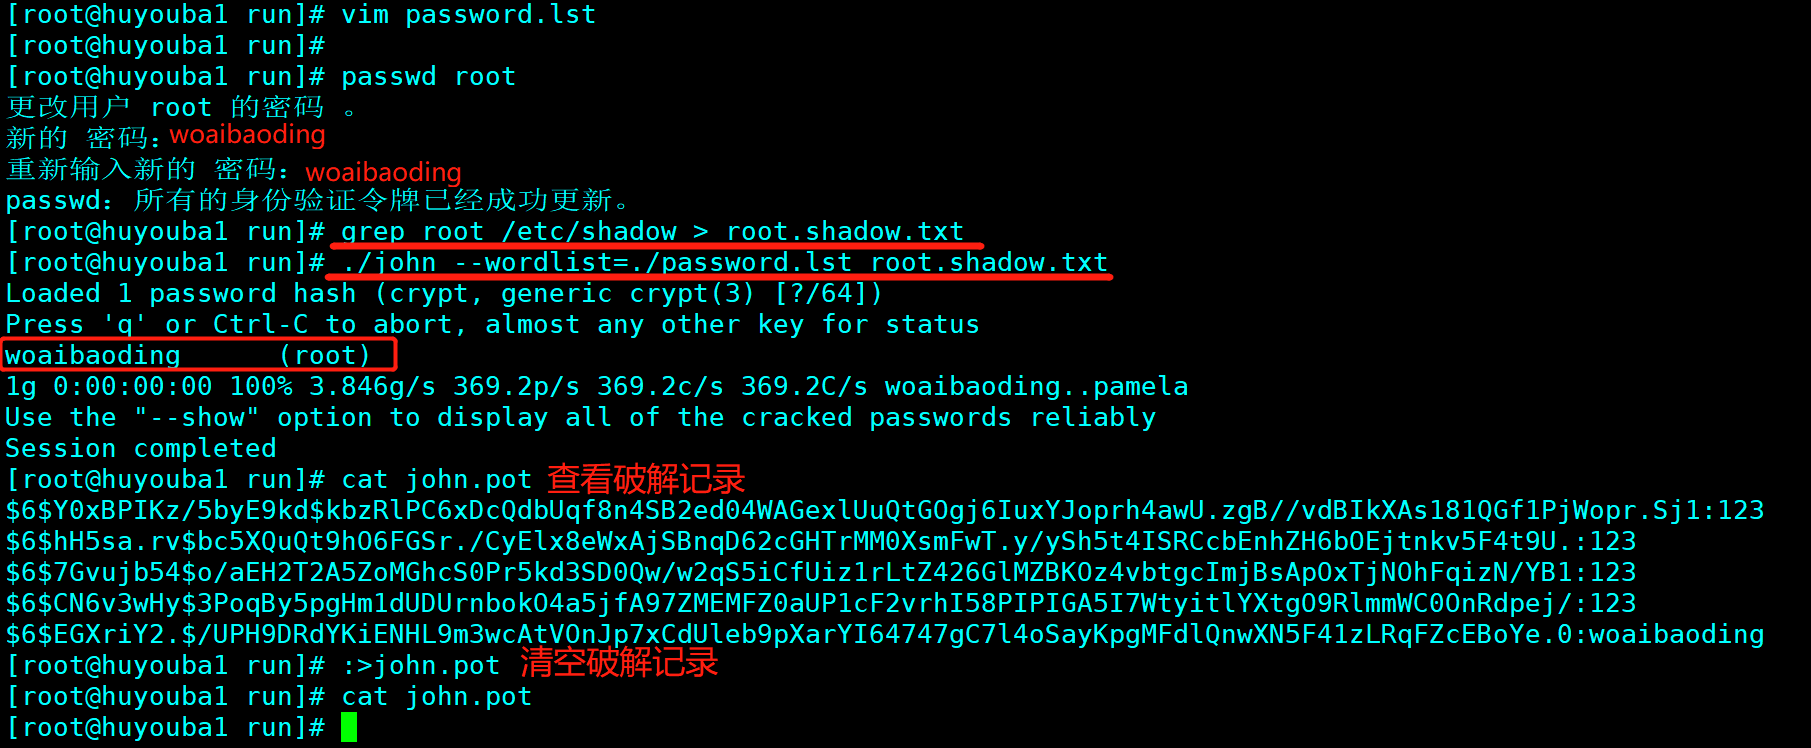 [root@huyouba1 run]# vim password.lst
[root@huyouba1 run]#
[root@huyouba1 run]# passwd root
更改用户 root 的密码 。
新的 密码：woaibaoding
重新输入新的 密码：woaibaoding
passwd：所有的身份验证令牌已经成功更新。
[root@huyouba1 run]# grep root /etc/shadow > root.shadow.txt
[root@huyouba1 run]# ./john --wordlist=./password.lst root.shadow.txt
Loaded 1 password hash (crypt, generic crypt(3) [?/64])
Press 'q' or Ctrl-C to abort, almost any other key for status
woaibaoding      (root)
1g 0:00:00:00 100% 3.846g/s 369.2p/s 369.2c/s 369.2C/s woaibaoding..pamela
Use the "--show" option to display all of the cracked passwords reliably
Session completed
[root@huyouba1 run]# cat john.pot 查看破解记录
$6$Y0xBPIKz/5byE9kd$kbzRlPC6xDcQdbUqf8n4SB2ed04WAGexlUuQtGOgj6IuxYJoprh4awU.zgB//vdBIkXAs181QGf1PjWopr.Sj1:123
$6$hH5sa.rv$bc5XQuQt9hO6FGSr./CyElx8eWxAjSBnqD62cGHTrMM0XsmFwT.y/ySh5t4ISRCcbEnhZH6bOEjtnkv5F4t9U.:123
$6$7Gvujb54$o/aEH2T2A5ZoMGhcS0Pr5kd3SD0Qw/w2qS5iCfUiz1rLtZ426GlMZBKOz4vbtgcImjBsApOxTjNOhFqizN/YB1:123
$6$CN6v3wHy$3PoqBy5pgHm1dUDUrnbokO4a5jfA97ZMEMFZ0aUP1cF2vrhI58PIPIGA5I7WtyitlYXtgO9RlmmWC0OnRdpej/:123
$6$EGXriY2.$/UPH9DRdYKiENHL9m3wcAtVOnJp7xCdUleb9pXarYI64747gC7l4oSayKpgMFdlQnwXN5F41zLRqFZcEBoYe.0:woaibaoding
[root@huyouba1 run]# :>john.pot 清空破解记录
[root@huyouba1 run]# cat john.pot
[root@huyouba1 run]#